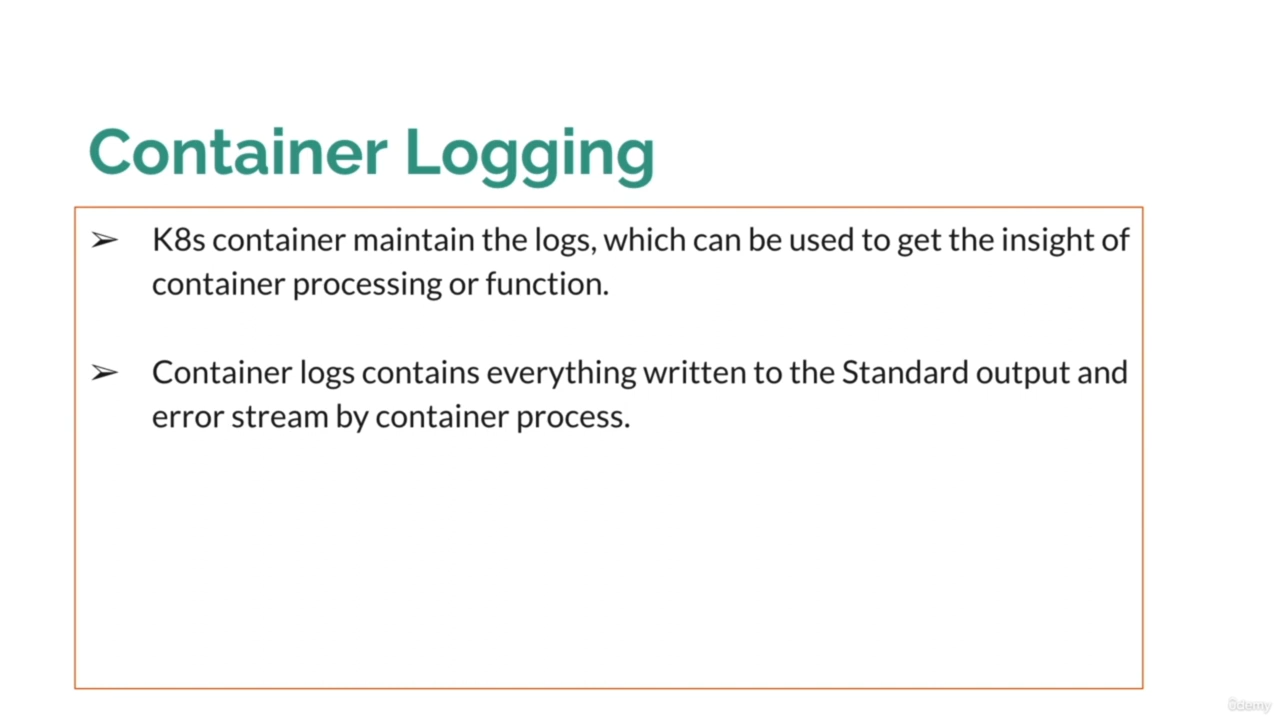 Container Logging
➢ K8s container maintain the logs, which can be used to get the insight of
container processing or function.
➢ Container logs contains everything written to the Standard output and
error stream by container process.
ûdemy